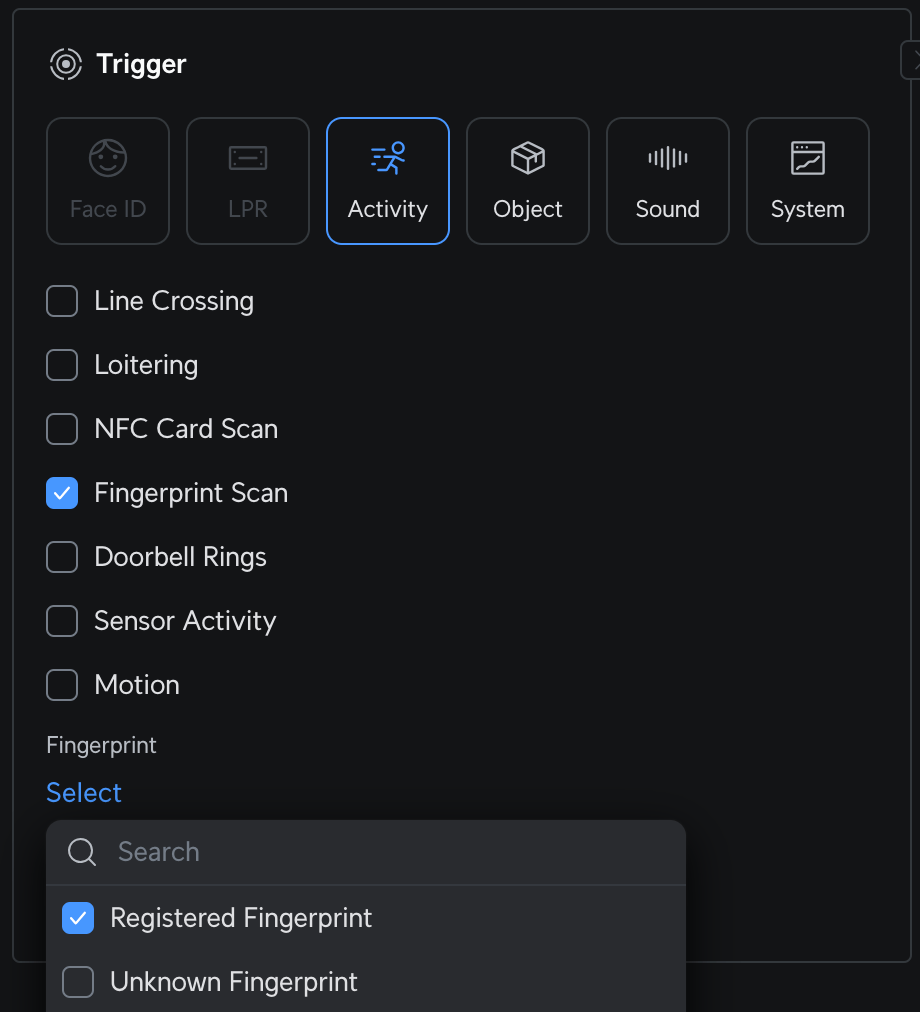 Trigger
Face ID
LPR
Activity
Object
Sound
System
Line Crossing
Loitering
NFC Card Scan
Fingerprint Scan
Doorbell Rings
Sensor Activity
Motion
Fingerprint
Select
Search
Registered Fingerprint
Unknown Fingerprint